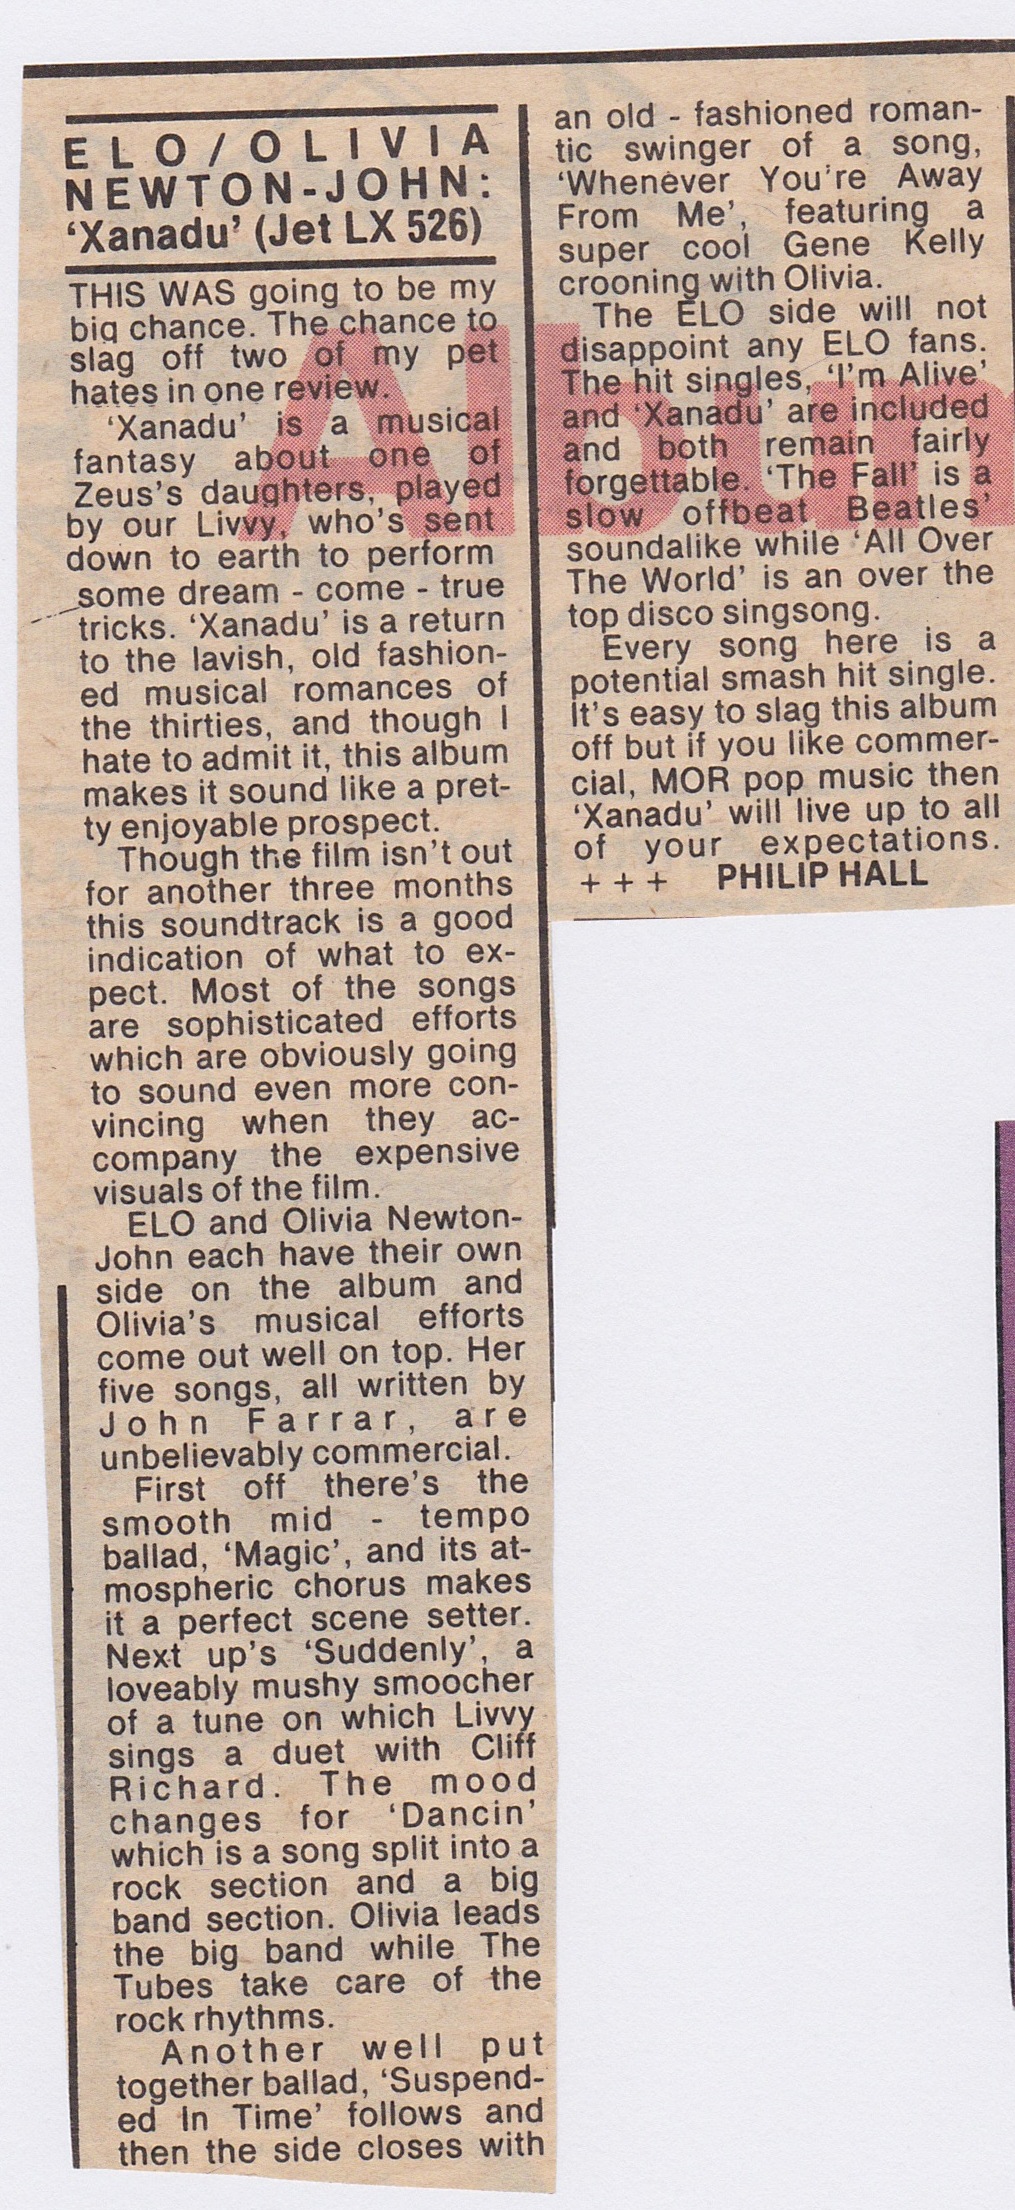 ELO/OLIVIA
NEWTON-JOHN:
‘Xanadu’ (Jet LX 526)
THIS WAS going to be my
big chance. The chance to
slag off two of my pet
hates in one review.
‘Xanadu’ is a musical
fantasy about one of
Zeus's daughters, played
by our Livvy, who's sent
down to earth to perform
some dream - come - true
tricks. ‘Xanadu’ is a return
to the lavish, old fashion-
ed musical romances of
the thirties, and though I
hate to admit it, this album
makes it sound like a pret-
ty enjoyable prospect.
Though the film isn't out
for another three months
this soundtrack is a good
indication of what to ex-
pect. Most of the songs
are sophisticated efforts
which are obviously going
to sound even more con-
vincing when they ac-
company the expensive
visuals of the film.
ELO and Olivia Newton-
John each have their own
side on the album and
Olivia's musical efforts
come out well on top. Her
five songs, all written by
John Farrar, are
unbelievably commercial.
First off there's the
smooth mid - tempo
ballad, ‘Magic’, and its at-
mospheric chorus makes
it a perfect scene setter.
Next up's ‘Suddenly’, a
loveably mushy smoocher
of a tune on which Livvy
sings a duet with Cliff
Richard. The mood
changes for ‘Dancin’
which is a song split into a
rock section and a big
band section. Olivia leads
the big band while The
Tubes take care of the
rock rhythms.
Another well put
together ballad, ‘Suspend-
ed In Time’ follows and
then the side closes with
an old - fashioned roman-
tic swinger of a song,
‘Whenever You're Away
From Me’, featuring a
super cool Gene Kelly
crooning with Olivia.
The ELO side will not
disappoint any ELO fans.
The hit singles, ‘I'm Alive’
and ‘Xanadu’ are included
and both remain fairly
forgettable. ‘The Fall’ is a
slow offbeat Beatles’
soundalike while ‘All Over
The World’ is an over the
top disco singsong.
Every song here is a
potential smash hit single.
It's easy to slag this album
off but if you like commer-
cial, MOR pop music then
‘Xanadu’ will live up to all
of your expectations.
+ + + PHILIP HALL
Album